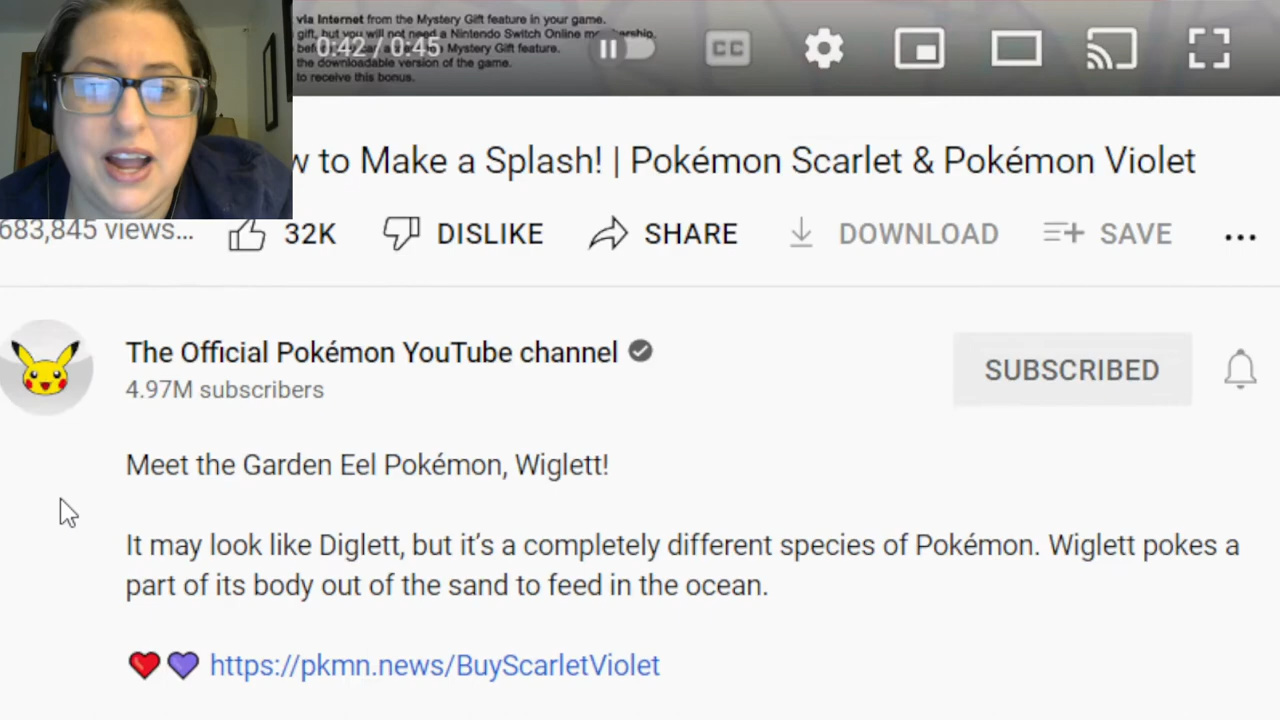 via Internet from the Mystery Gift feature in your game.
gift, but you will not need a Nintendo Switch Online membership.
0:42 / 0:45
CC
Mystery Gift feature.
the downloadable version of the game.
to receive this bonus.
w to Make a Splash! | Pokémon Scarlet & Pokémon Violet
683,845 views...
32K
DISLIKE
SHARE
DOWNLOAD
SAVE
The Official Pokémon YouTube channel
4.97M subscribers
SUBSCRIBED
Meet the Garden Eel Pokémon, Wiglett!
It may look like Diglett, but it's a completely different species of Pokémon. Wiglett pokes a
part of its body out of the sand to feed in the ocean.
https://pkmn.news/BuyScarletViolet